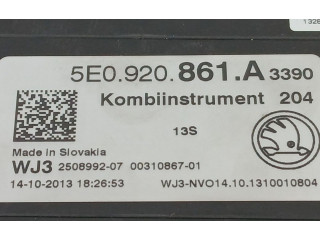 1328
5E0.920.861.A 3390
Kombiinstrument 204
13S
Made in Slovakia
WJ3 2508992-07 00310867-01
14-10-2013 18:26:53 WJ3-NVO14.10.1310010804